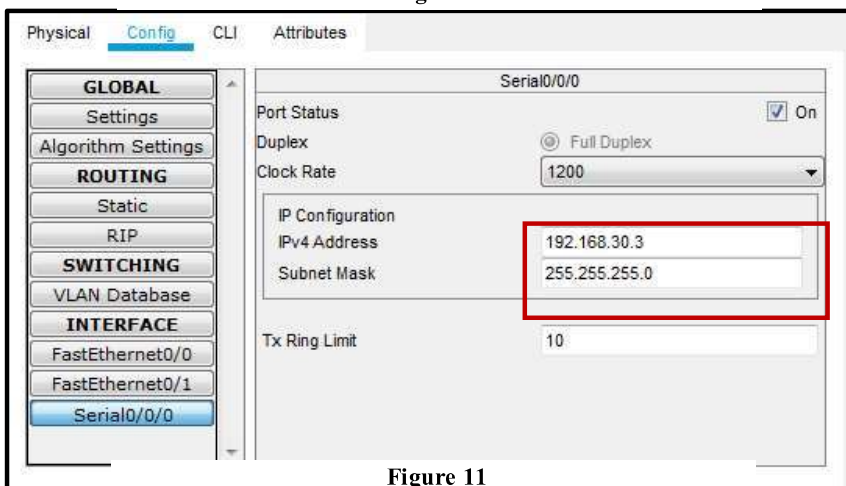 Physical Config CLI Attributes
GLOBAL
Settings
Algorithm Settings
ROUTING
Static
RIP
SWITCHING
VLAN Database
INTERFACE
FastEthernet0/0
FastEthernet0/1
Serial0/0/0
Serial0/0/0
Port Status On
Duplex Full Duplex
Clock Rate 1200
IP Configuration
IPv4 Address 192.168.30.3
Subnet Mask 255.255.255.0
Tx Ring Limit 10
Figure 11